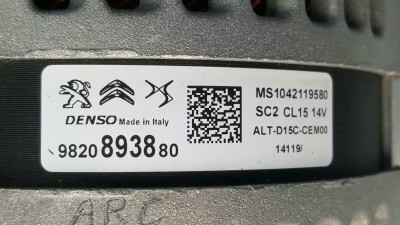 MS1042119580
SC2 CL15 14V
DENSO Made in Italy
ALT-D15C-CEM00
9820893880
14119/
ARC